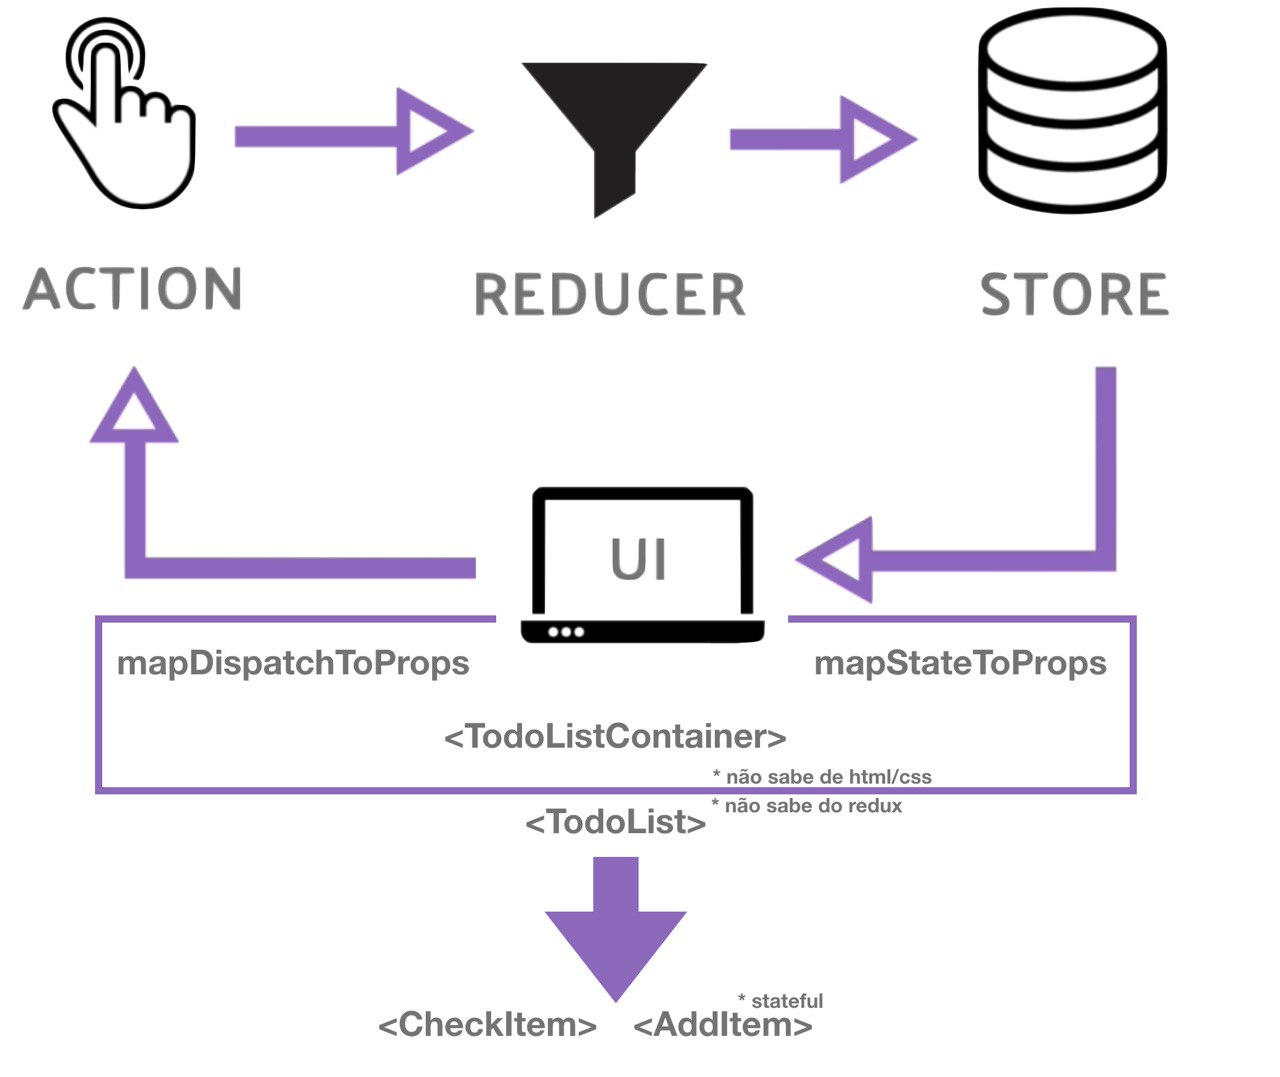 ACTION
REDUCER
STORE
UI
mapDispatchToProps
mapStateToProps
<TodoListContainer>
* não sabe de html/css
* não sabe do redux
<TodoList>
* stateful
<CheckItem>
<AddItem>